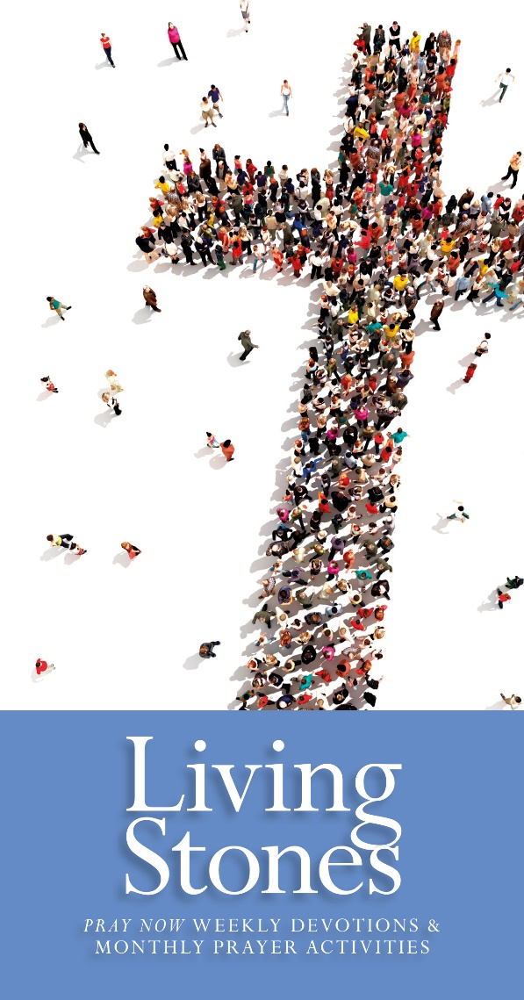 Living
Stones
PRAY NOW WEEKLY DEVOTIONS &
MONTHLY PRAYER ACTIVITIES